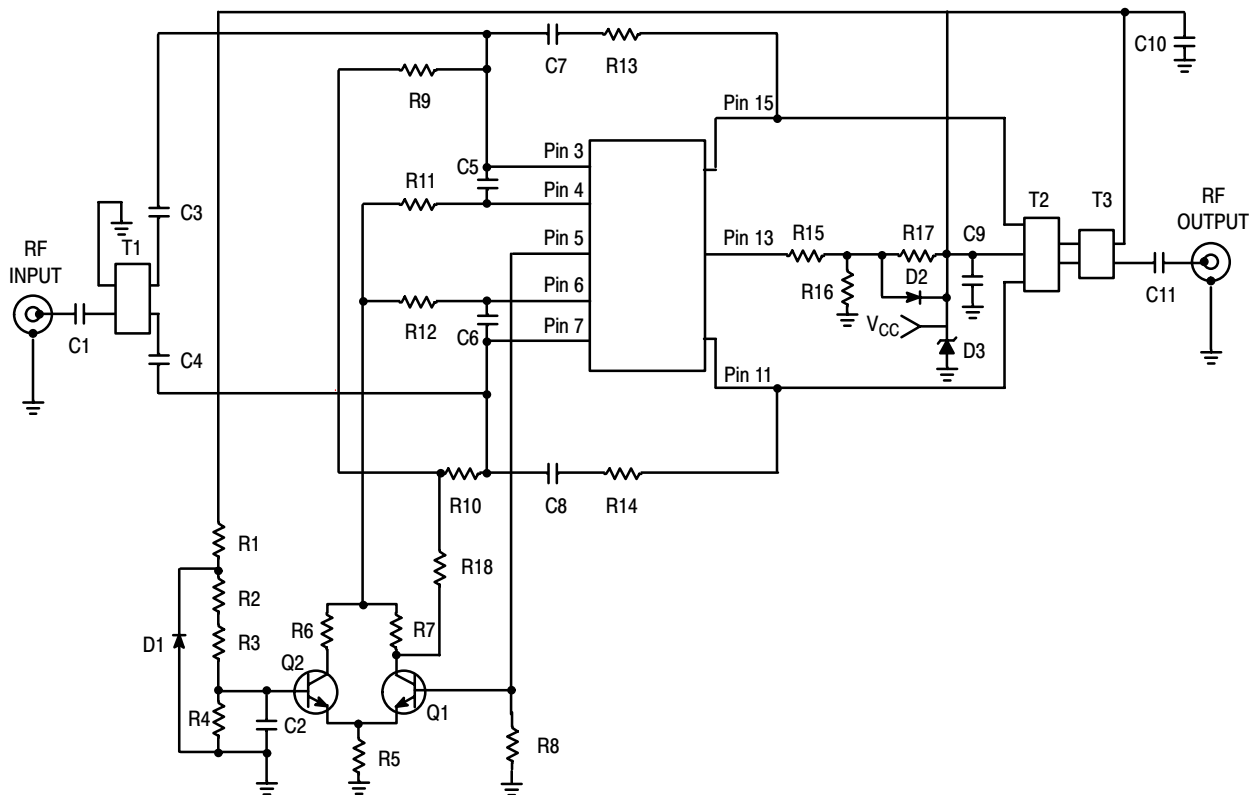 C10
C7
R13
R9
Pin 15
Pin 3
C5
R11
Pin 4
C3
T2
T3
RF
OUTPUT
RF
INPUT
T1
Pin 5
Pin 13
R15
R17
C9
D2
R16
Pin 6
R12
C6
Pin 7
VCC
C11
C1
C4
D3
Pin 11
R10
C8
R14
R1
R18
R2
R3
D1
R6
R7
Q2
R4
C2
Q1
R5
R8